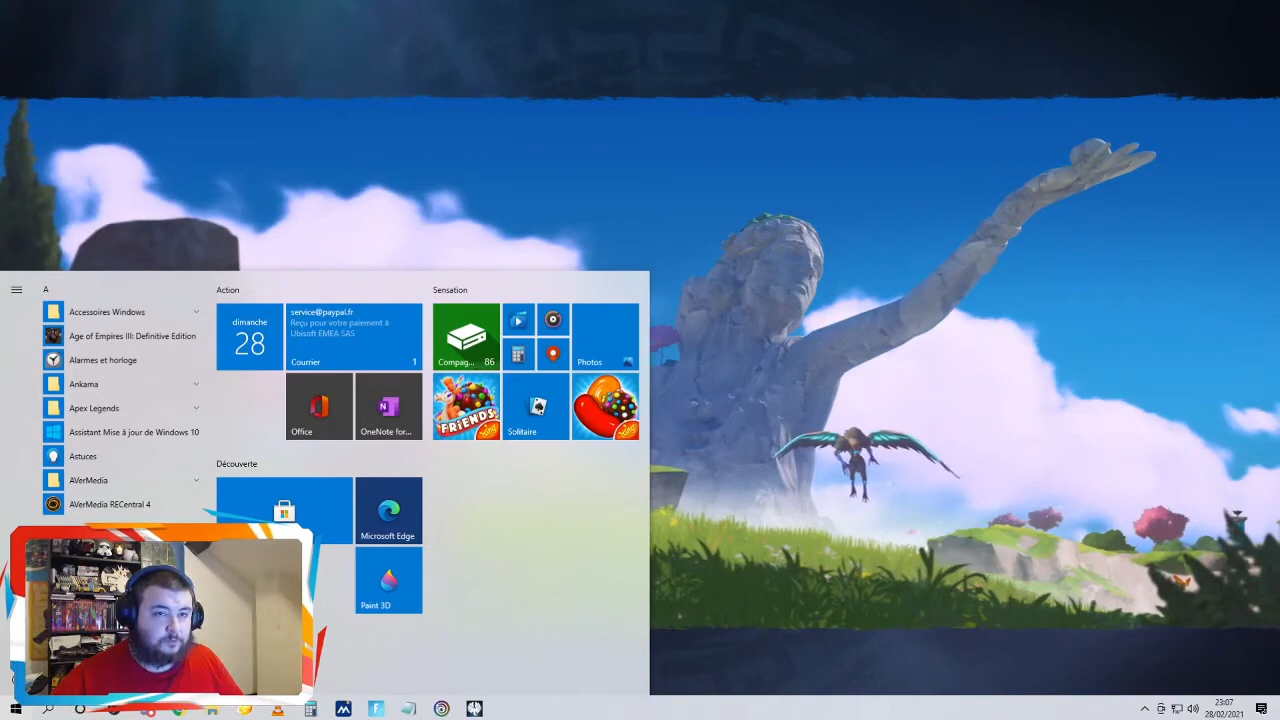 A
Accessoires Windows
Age of Empires III: Definitive Edition
Alarmes et horloge
Ankama
Apex Legends
Assistant Mise à jour de Windows 10
Astuces
AVerMedia
AVerMedia RECentral 4
Action
dimanche
28
service@paypal.fr
Reçu pour votre paiement à
Ubisoft EMEA SAS
Courrier 1
Office
OneNote for...
Découverte
Microsoft Edge
Paint 3D
Sensation
Compag... 86
Photos
FRIENDS
King
Solitaire
King
23:07
28/02/2021